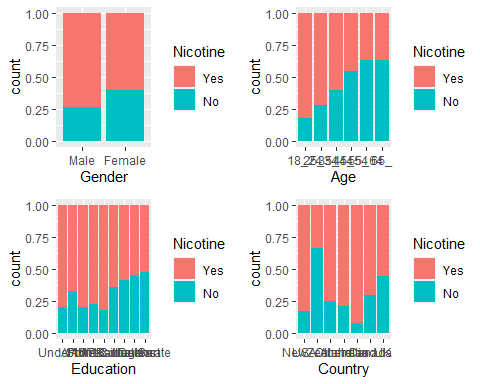 1.00
0.75
0.50
0.25
0.00
count
Male Female
Gender
Nicotine
Yes
No
1.00
0.75
0.50
0.25
0.00
count
Age
Nicotine
Yes
No
1.00
0.75
0.50
0.25
0.00
count
Education
Nicotine
Yes
No
1.00
0.75
0.50
0.25
0.00
count
Country
Nicotine
Yes
No